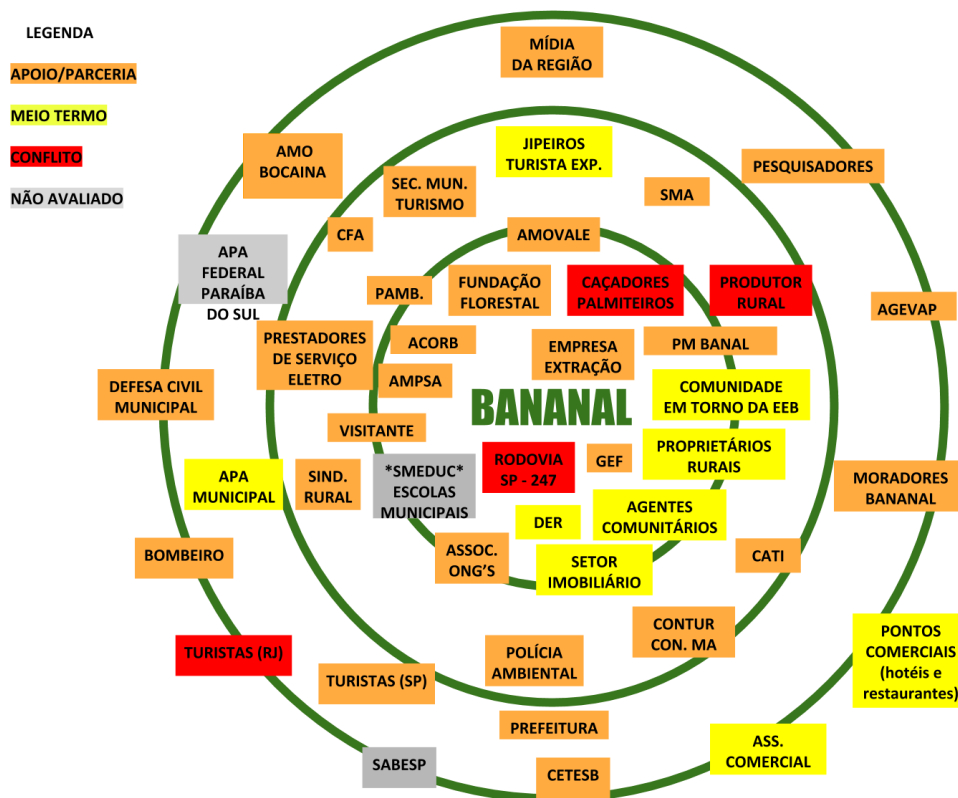 LEGENDA
APOIO/PARCERIA
MEIO TERMO
CONFLITO
NÃO AVALIADO
MÍDIA
DA REGIÃO
AMO
BOCAINA
JIPEIROS
TURISTA EXP.
PESQUISADORES
SEC. MUN.
TURISMO
SMA
CFA
AMOVALE
APA
FEDERAL
PARAÍBA
DO SUL
PAMB.
FUNDAÇÃO
FLORESTAL
CAÇADORES
PALMITEIROS
PRODUTOR
RURAL
AGEVAP
PRESTADORES
DE SERVIÇO
ELETRO
ACORB
EMPRESA
EXTRAÇÃO
PM BANAL
DEFESA CIVIL
MUNICIPAL
AMPSA
BANANAL
COMUNIDADE
EM TORNO DA EEB
VISITANTE
PROPRIETÁRIOS
RURAIS
APA
MUNICIPAL
SIND.
RURAL
*SMEDUC*
ESCOLAS
MUNICIPAIS
RODOVIA
SP - 247
GEF
MORADORES
BANANAL
DER
AGENTES
COMUNITÁRIOS
BOMBEIRO
ASSOC.
ONG'S
SETOR
IMOBILIÁRIO
CATI
TURISTAS (RJ)
TURISTAS (SP)
POLÍCIA
AMBIENTAL
CONTUR
CON. MA
PONTOS
COMERCIAIS
(hotéis e
restaurantes)
PREFEITURA
SABESP
CETESB
ASS.
COMERCIAL